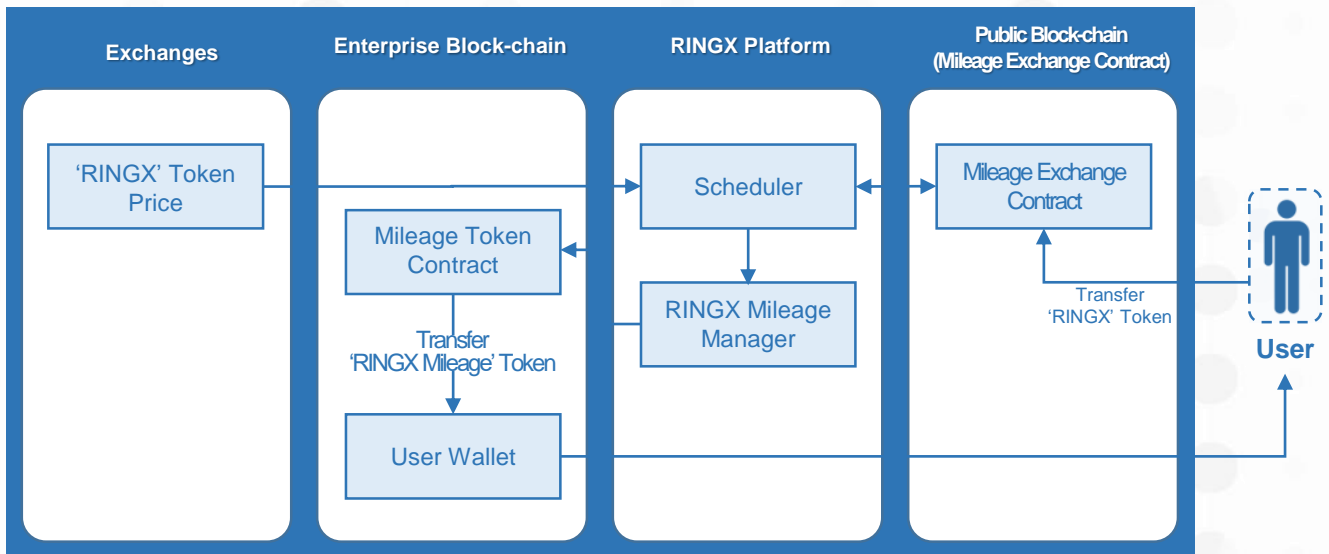 Exchanges
Enterprise Block-chain
RINGX Platform
Public Block-chain
(Mileage Exchange Contract)
‘RINGX’ Token
Price
Scheduler
Mileage Exchange
Contract
Mileage Token
Contract
Transfer
‘RINGX’ Token
RINGX Mileage
Manager
Transfer
‘RINGX Mileage’ Token
User
User Wallet